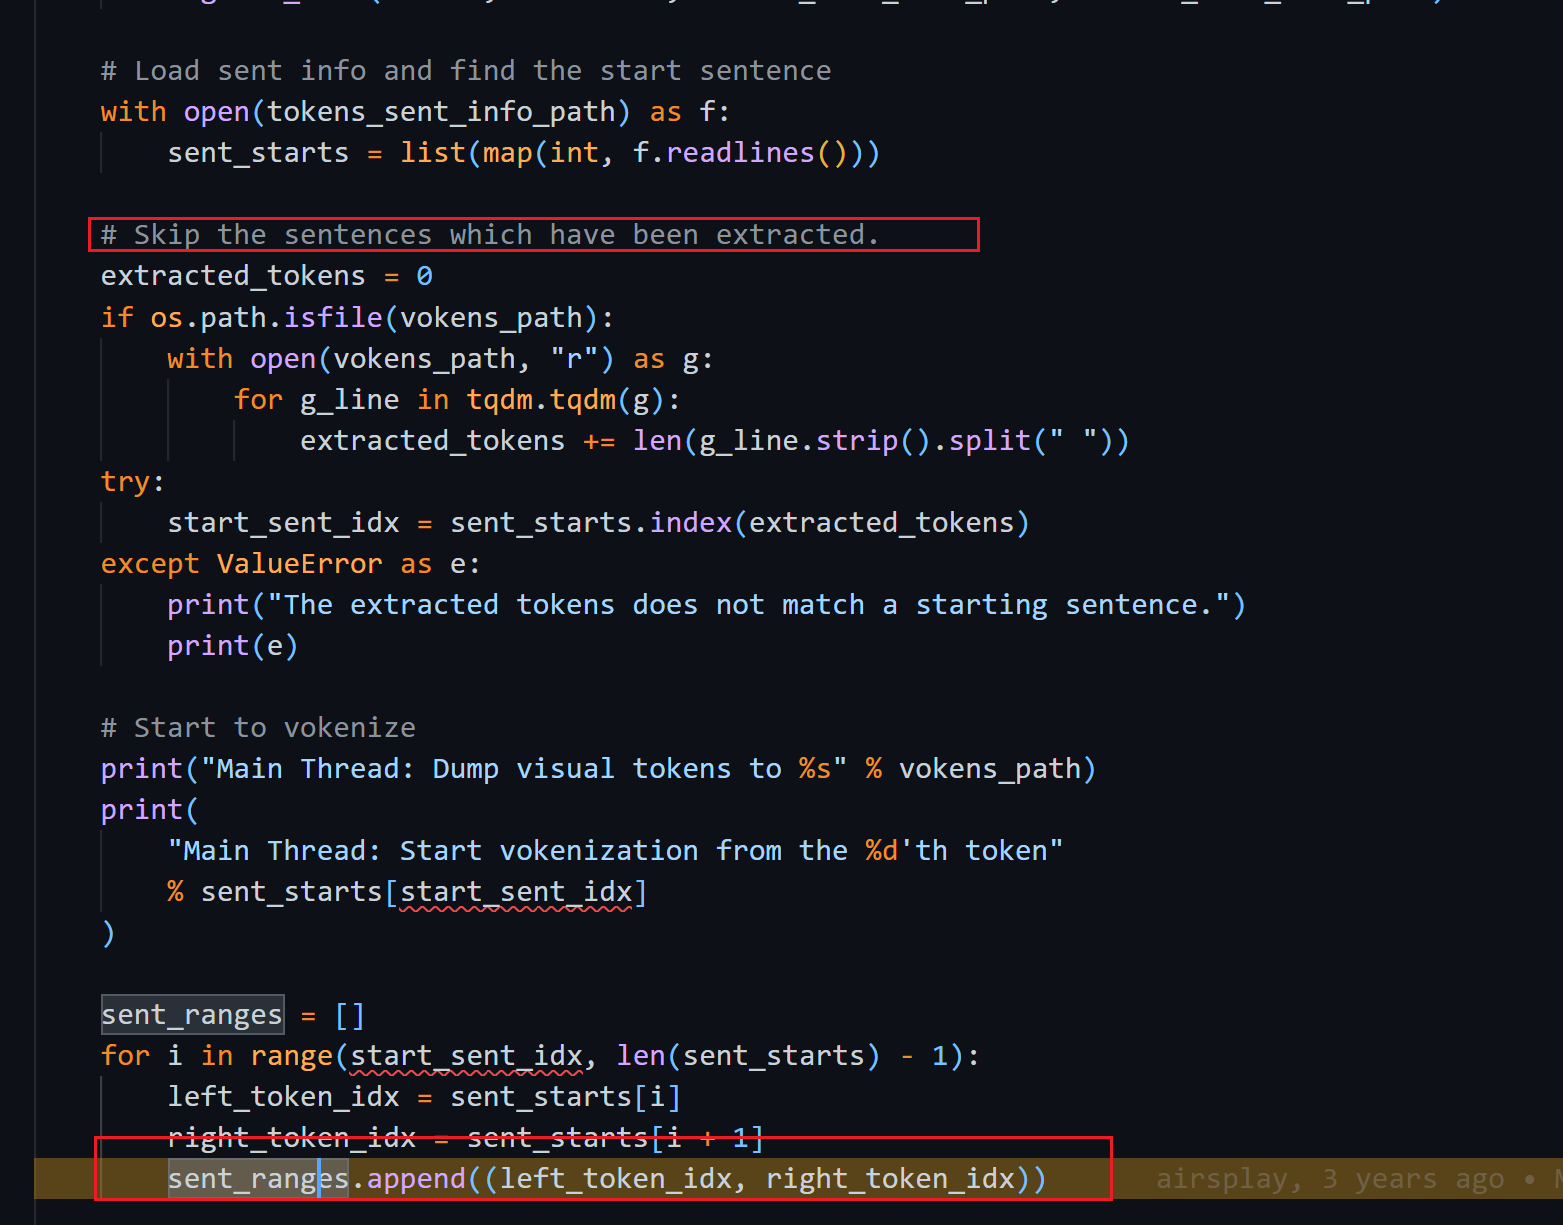 # Load sent info and find the start sentence
with open(tokens_sent_info_path) as f:
    sent_starts = list(map(int, f.readlines()))
# Skip the sentences which have been extracted.
extracted_tokens = 0
if os.path.isfile(vokens_path):
    with open(vokens_path, "r") as g:
        for g_line in tqdm.tqdm(g):
            extracted_tokens += len(g_line.strip().split(" "))
try:
    start_sent_idx = sent_starts.index(extracted_tokens)
except ValueError as e:
    print("The extracted tokens does not match a starting sentence.")
    print(e)
# Start to vokenize
print("Main Thread: Dump visual tokens to %s" % vokens_path)
print(
    "Main Thread: Start vokenization from the %d'th token"
    % sent_starts[start_sent_idx]
)
sent_ranges = []
for i in range(start_sent_idx, len(sent_starts) - 1):
    left_token_idx = sent_starts[i]
    right_token_idx = sent_starts[i + 1]
    sent_ranges.append((left_token_idx, right_token_idx)) airsplay, 3 years ago •